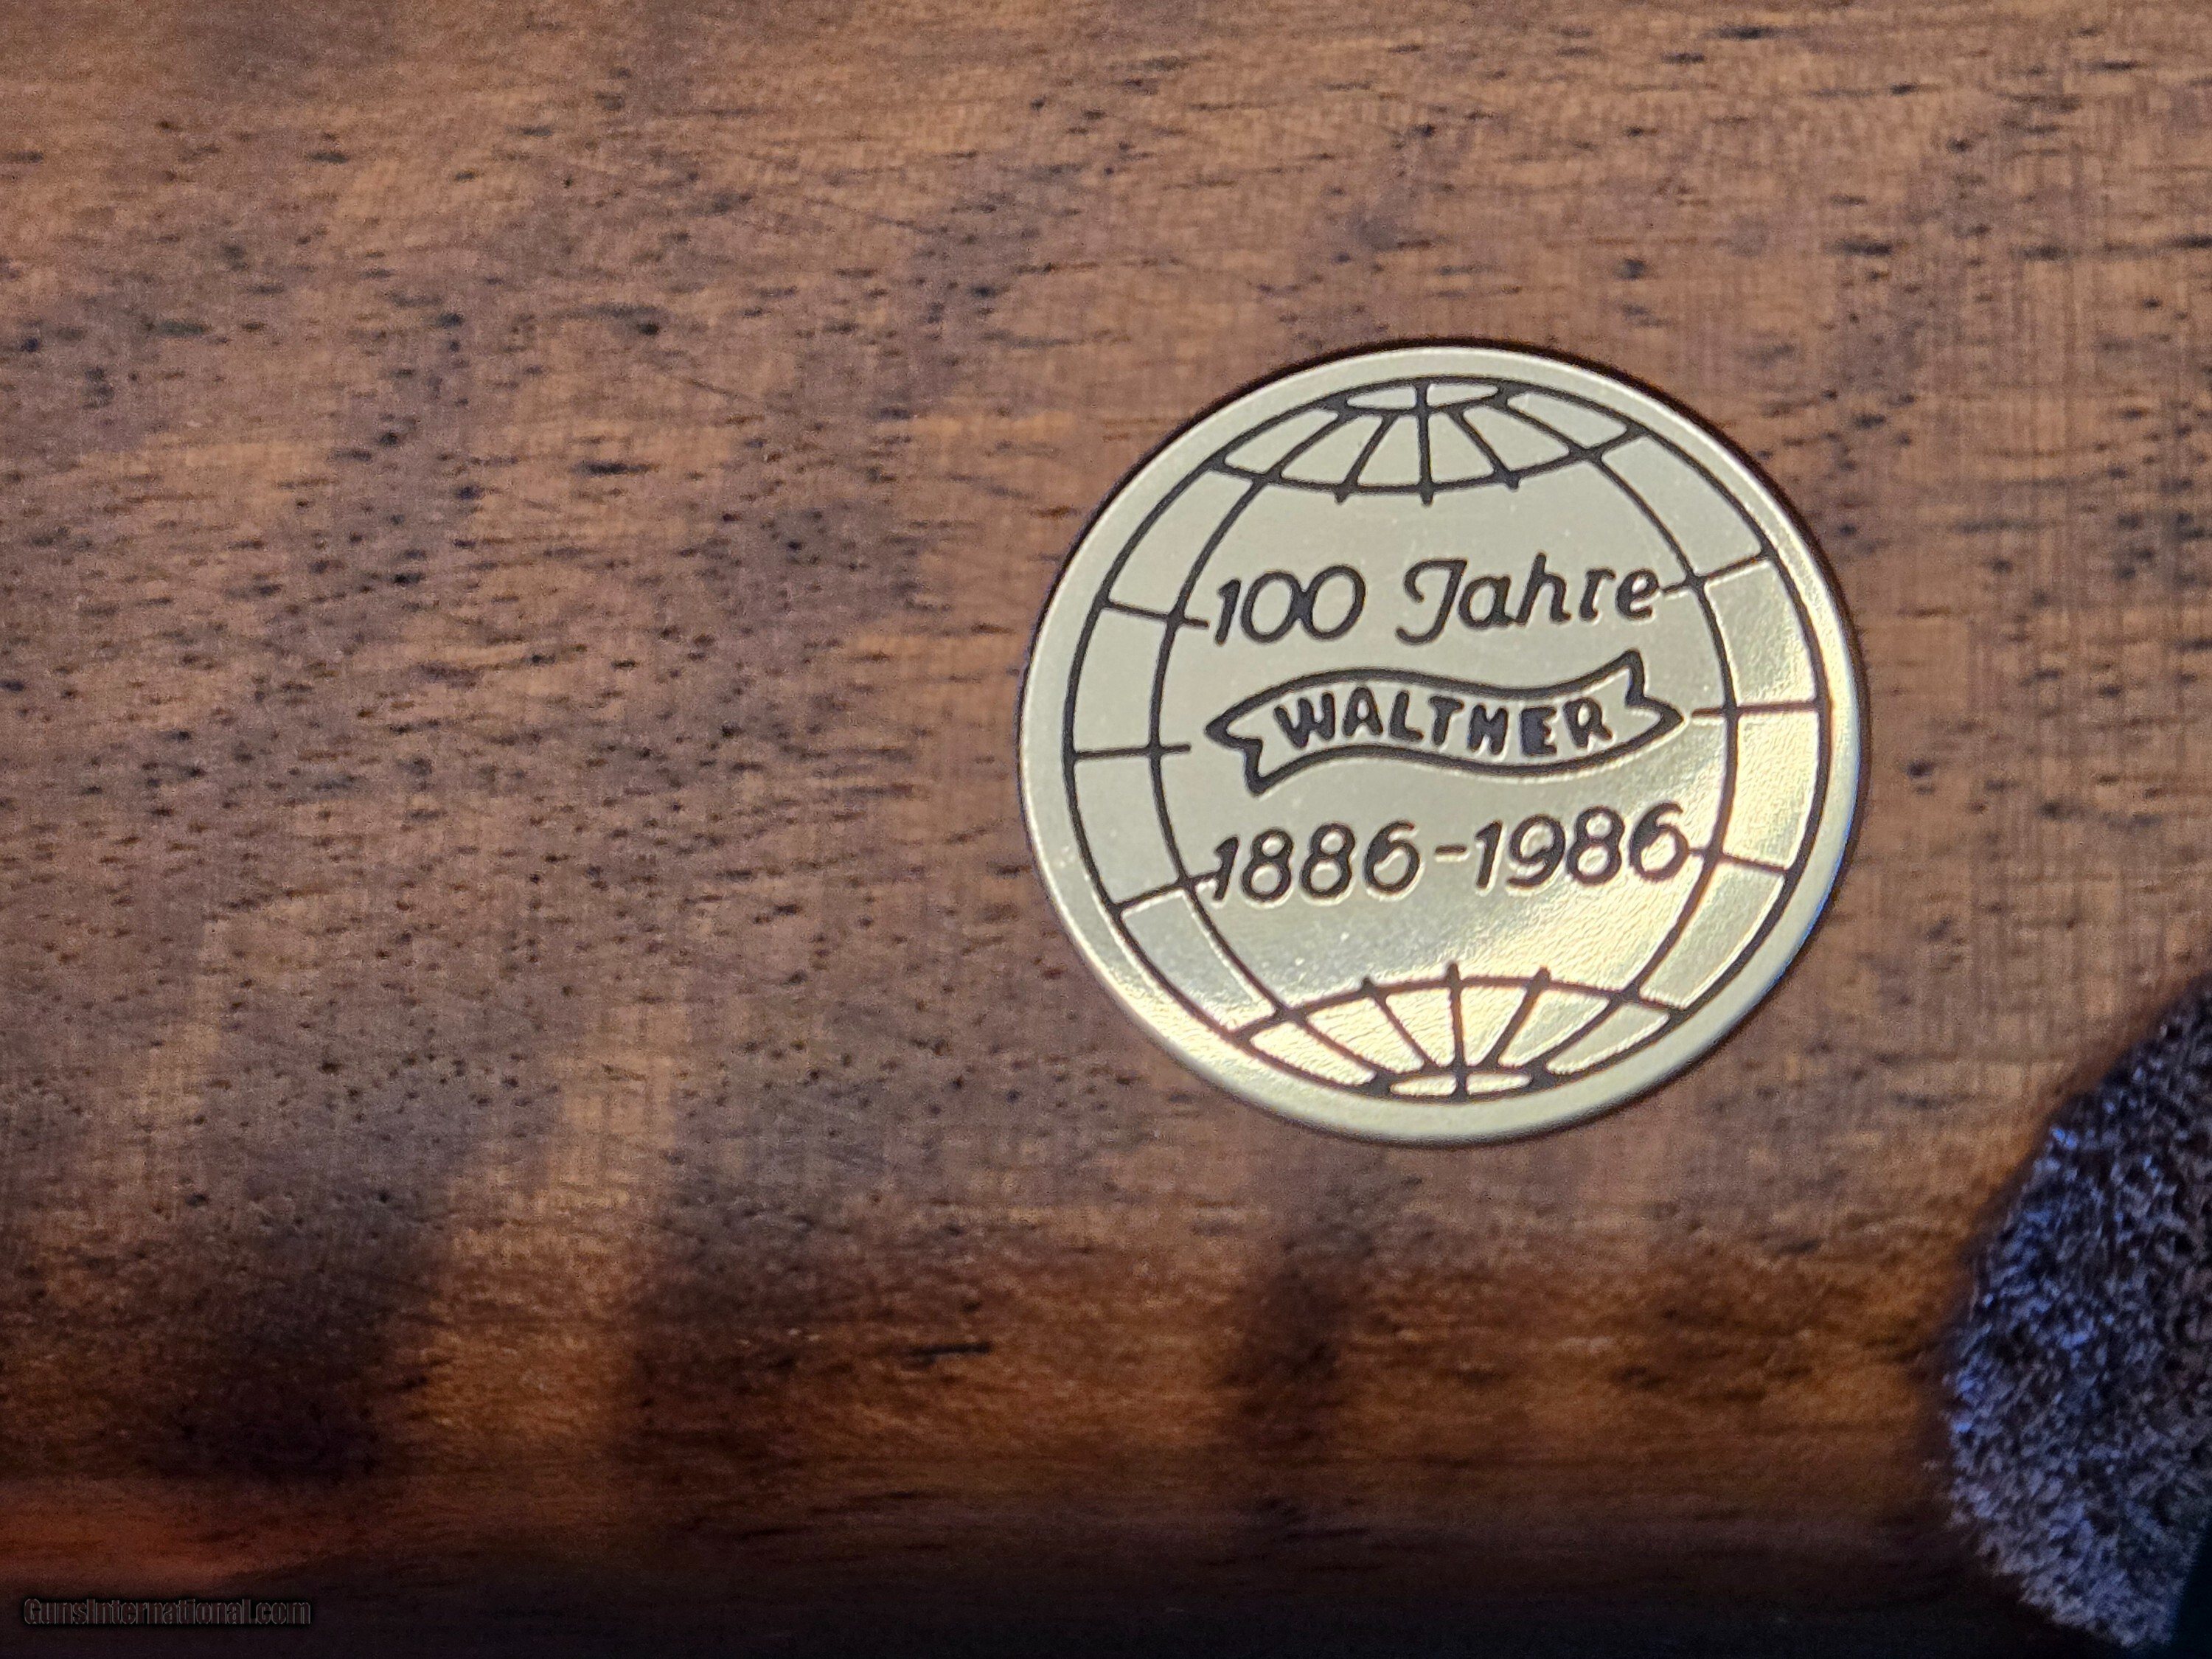 100 Jahre
WALTHER
1886-1986
GunsInternational.com